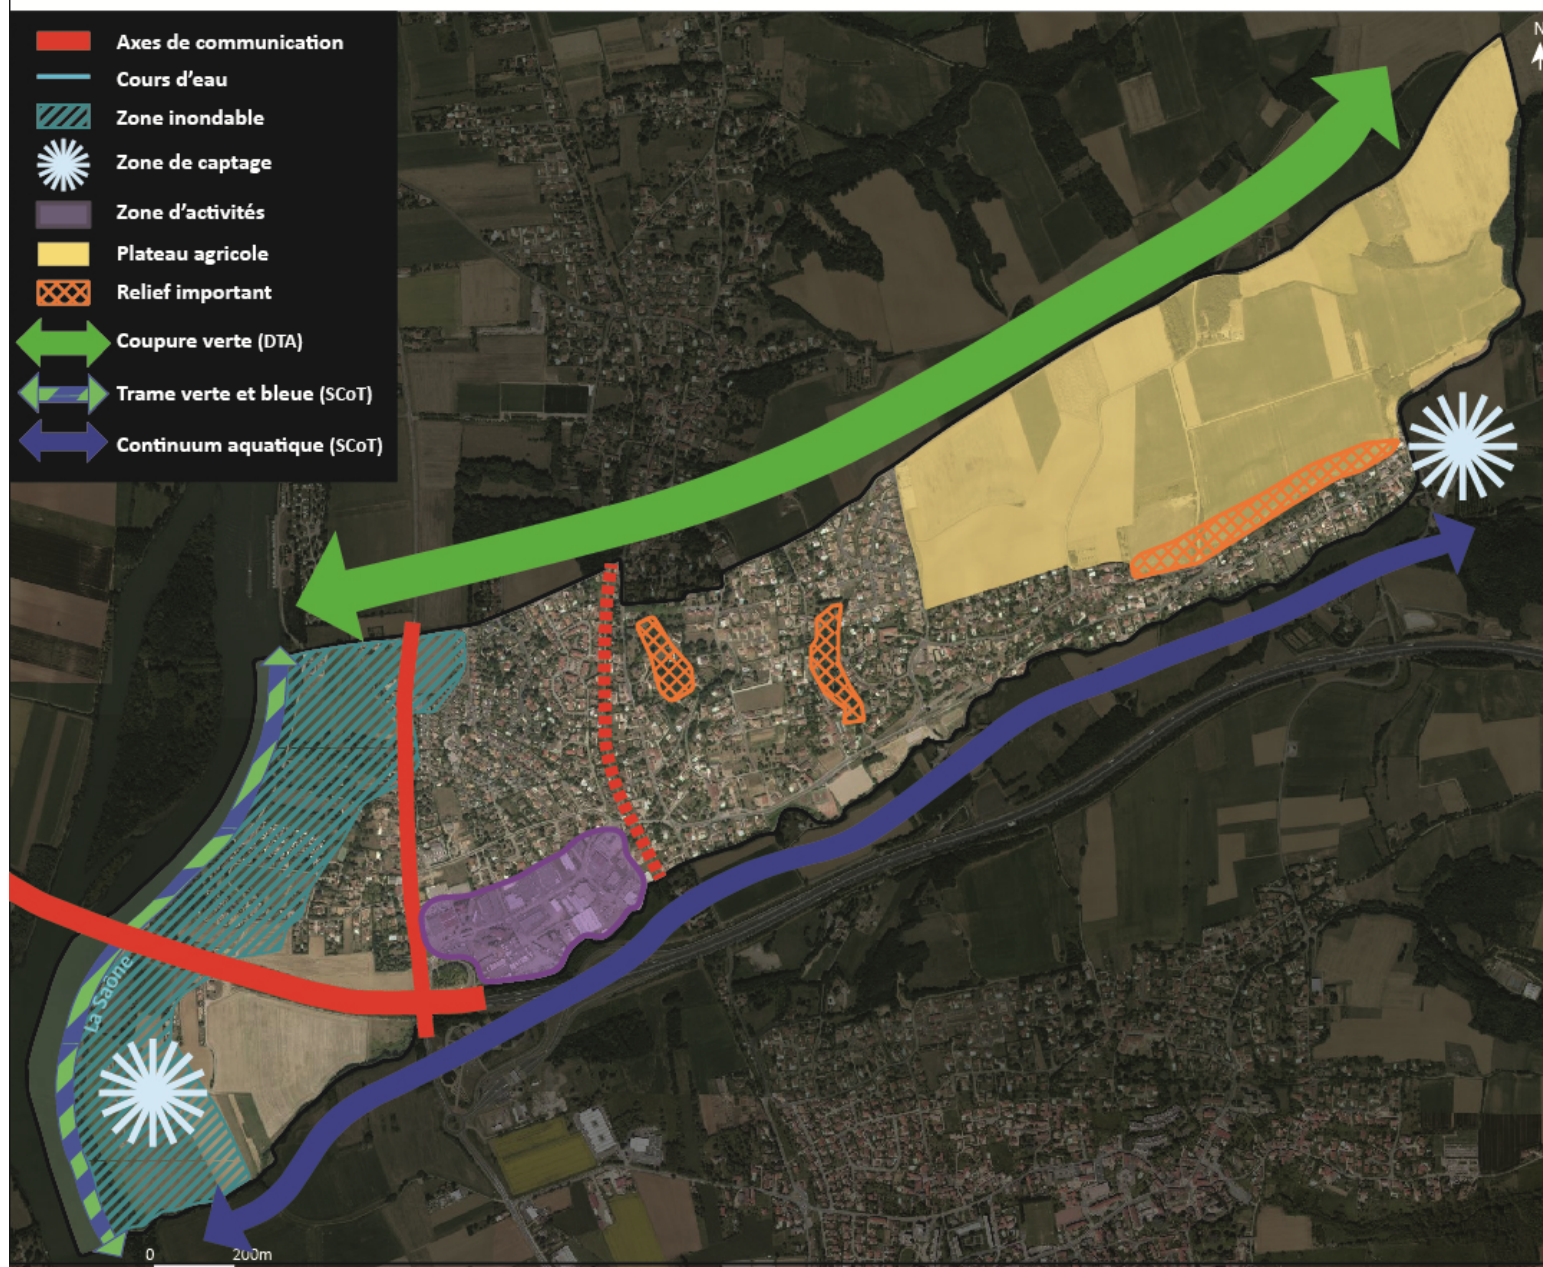 Axes de communication
Cours d'eau
Zone inondable
Zone de captage
Zone d'activités
Plateau agricole
Relief important
Coupure verte (DTA)
Trame verte et bleue (SCoT)
Continuum aquatique (SCoT)
N
La Saône
0 200m